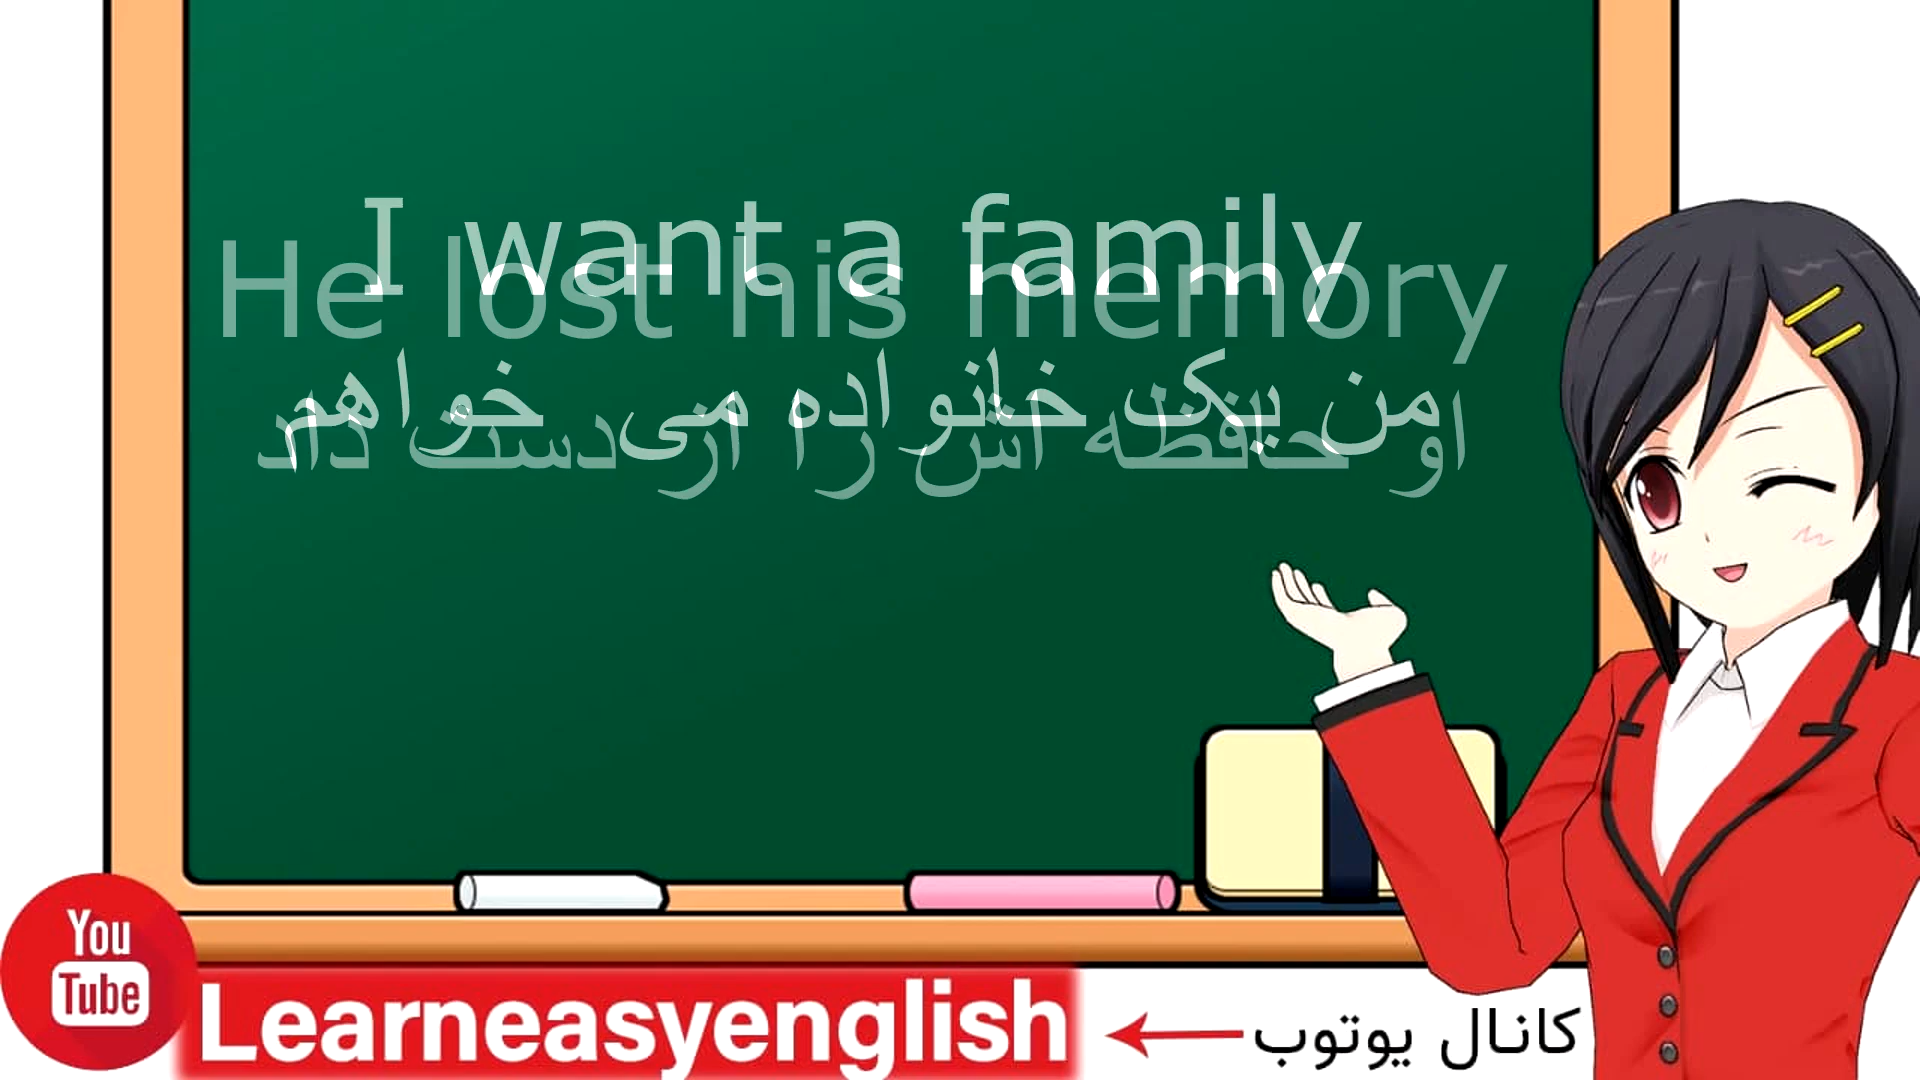 I want a family
He lost his memory
من یک خانواده می خواهم
او حافظه اش را از دست داد
You
Tube
Learneasyenglish
کانال یوتوب